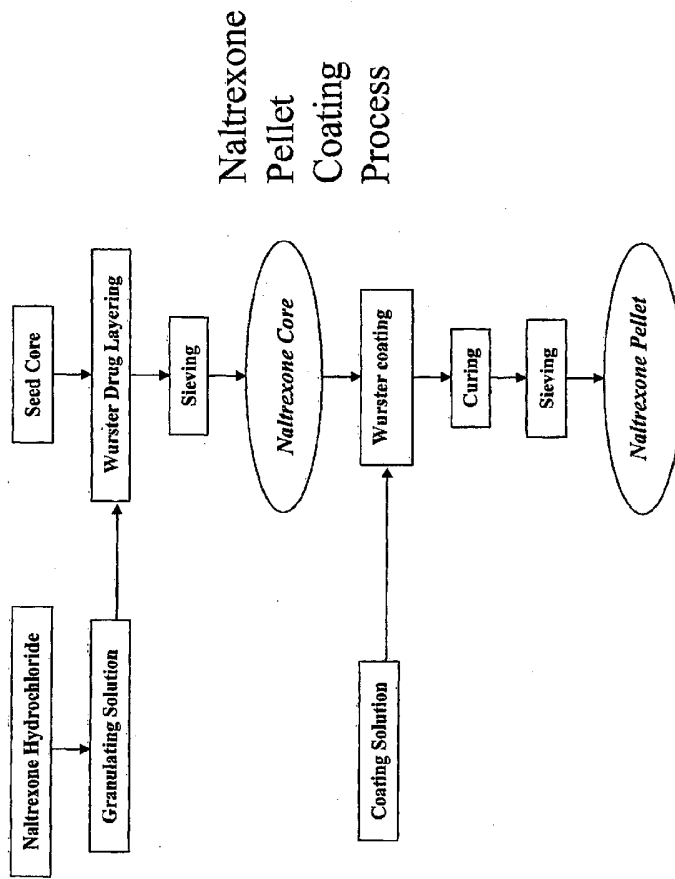 Naltrexone
Pellet
Coating
Process
Naltrexone Hydrochloride
Seed Core
Granulating Solution
Wurster Drug Layering
Sieving
Naltrexone Core
Coating Solution
Wurster coating
Curing
Sieving
Naltrexone Pellet